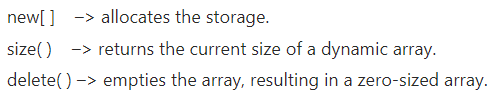 new[ ]   –> allocates the storage.
size( )   –> returns the current size of a dynamic array.
delete( ) –> empties the array, resulting in a zero-sized array.